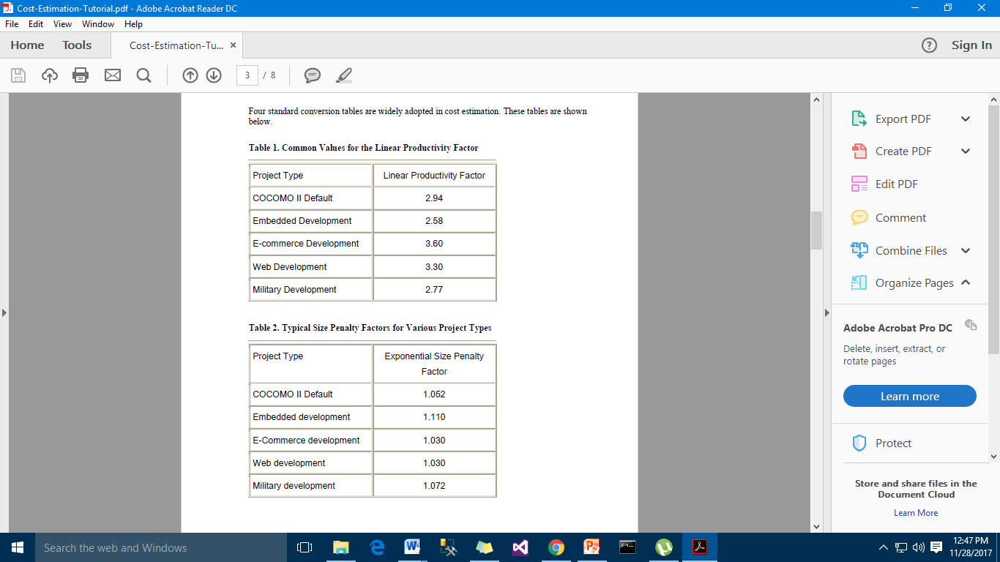 Cost-Estimation-Tutorial.pdf - Adobe Acrobat Reader DC
File Edit View Window Help
Home Tools Cost-Estimation-Tu... × ? Sign In
3 / 8
Four standard conversion tables are widely adopted in cost estimation. These tables are shown
below.
Table 1. Common Values for the Linear Productivity Factor
Project Type Linear Productivity Factor
COCOMO II Default 2.94
Embedded Development 2.58
E-commerce Development 3.60
Web Development 3.30
Military Development 2.77
Table 2. Typical Size Penalty Factors for Various Project Types
Project Type Exponential Size Penalty
Factor
COCOMO II Default 1.052
Embedded development 1.110
E-Commerce development 1.030
Web development 1.030
Military development 1.072
Export PDF
Create PDF
Edit PDF
Comment
Combine Files
Organize Pages
Adobe Acrobat Pro DC
Delete, insert, extract, or
rotate pages
Learn more
Protect
Store and share files in the
Document Cloud
Learn More
Search the web and Windows
12:47 PM
11/28/2017